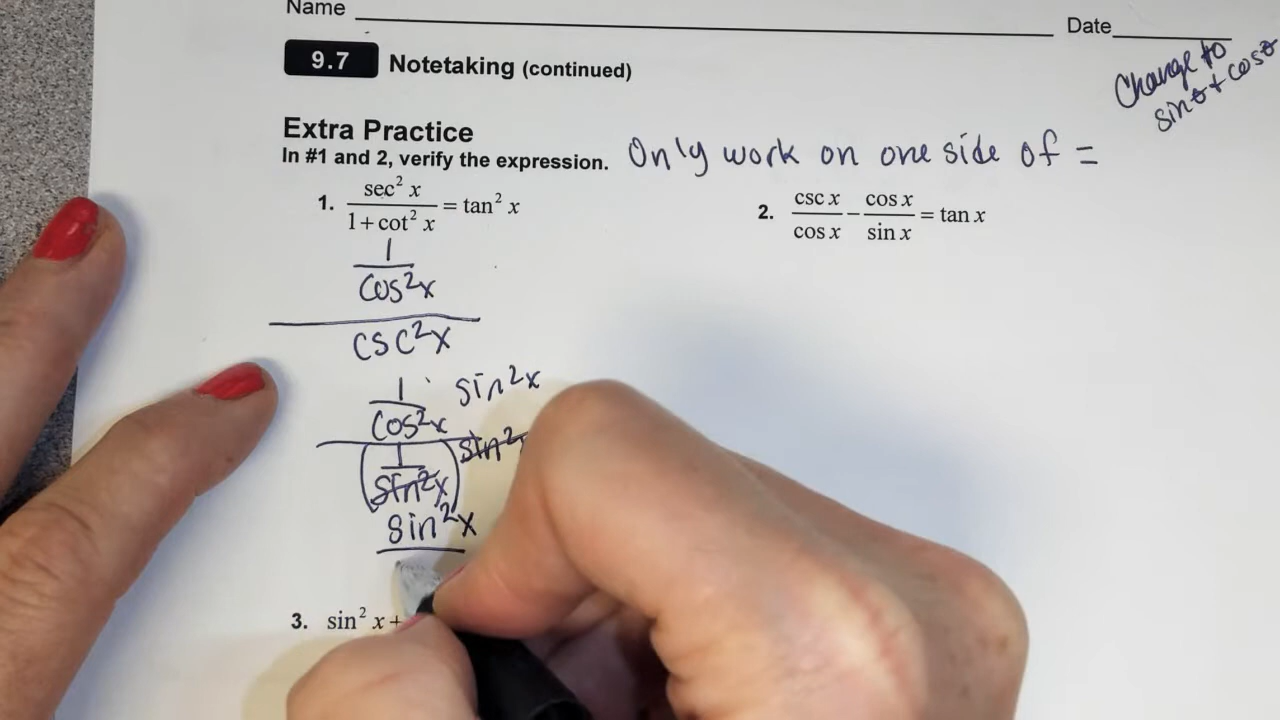 Name
Date
9.7 Notetaking (continued)
Change to
sinθ + cosθ
Extra Practice
In #1 and 2, verify the expression. Only work on one side of =
1. sec² x / 1 + cot² x = tan² x
2. csc x / cos x − cos x / sin x = tan x
1
cos²x
csc²x
1 sin²x
cos²x
1 sin²
sin²x
sin²x
3. sin² x +